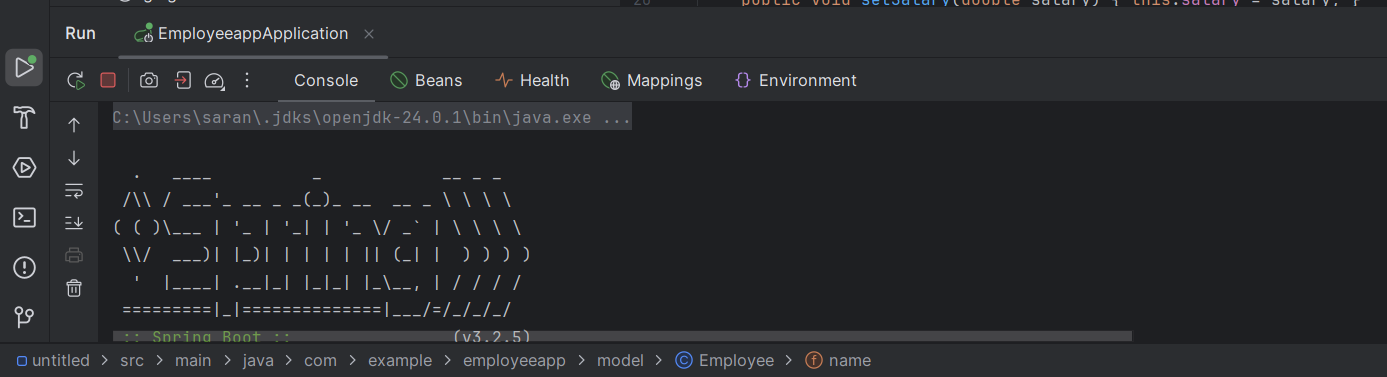 20 public void setSalary(double salary) { this.salary = salary; }
Run EmployeeappApplication
Console Beans Health Mappings Environment
C:\Users\saran\.jdks\openjdk-24.0.1\bin\java.exe ...
  .   ____          _            __ _ _
 /\\ / ___'_ __ _ _(_)_ __  __ _ \ \ \ \
( ( )\___ | '_ | '_| | '_ \/ _` | \ \ \ \
 \\/  ___)| |_)| | | | | || (_| |  ) ) ) )
  '  |____| .__|_| |_|_| |_\__, | / / / /
 =========|_|==============|___/=/_/_/_/
 :: Spring Boot ::                (v3.2.5)
untitled > src > main > java > com > example > employeeapp > model > Employee > name